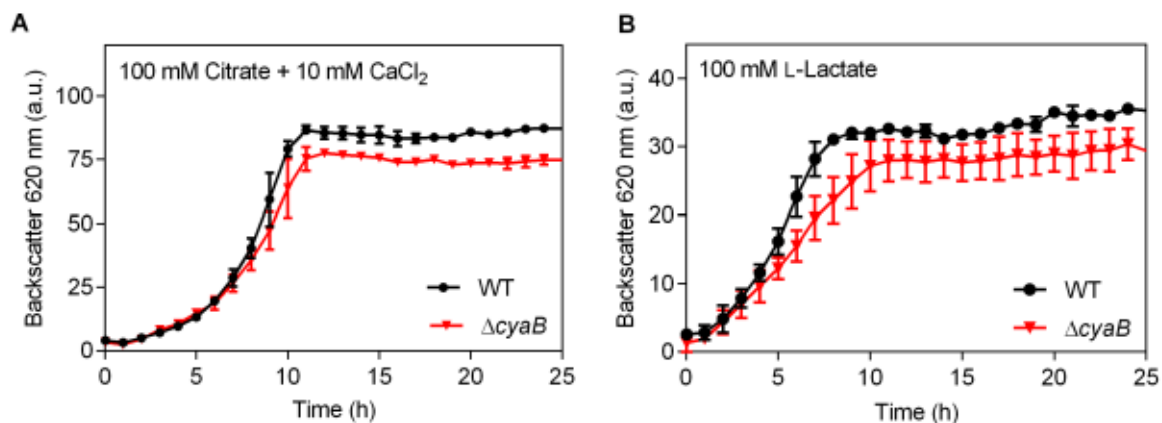 A
100 mM Citrate + 10 mM CaCl₂
Backscatter 620 nm (a.u.)
100
75
50
25
0
WT
ΔcyaB
0 5 10 15 20 25
Time (h)
B
100 mM L-Lactate
Backscatter 620 nm (a.u.)
40
30
20
10
0
WT
ΔcyaB
0 5 10 15 20 25
Time (h)